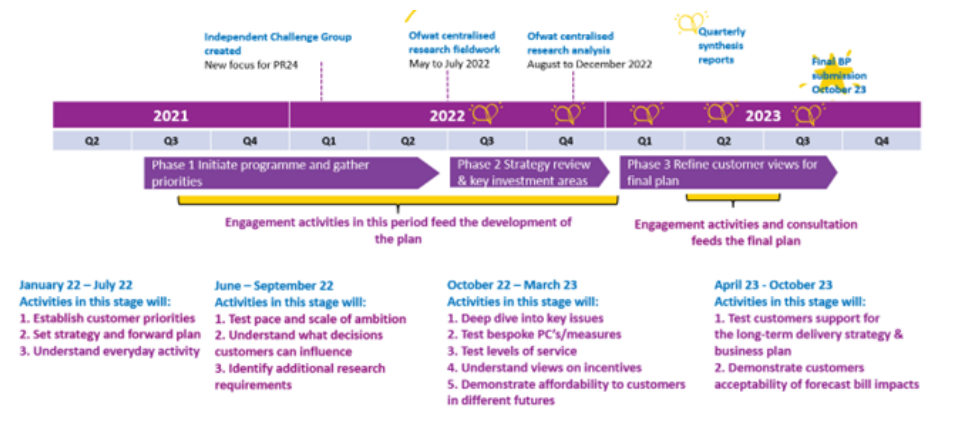 Independent Challenge Group
created
New focus for PR24
Ofwat centralised
research fieldwork
May to July 2022
Ofwat centralised
research analysis
August to December 2022
Quarterly
synthesis
reports
Final BP
submission
October 23
2021
2022
2023
Q2
Q3
Q4
Q1
Q2
Q3
Q4
Q1
Q2
Q3
Q4
Phase 1 Initiate programme and gather
priorities
Phase 2 Strategy review
& key investment areas
Phase 3 Refine customer views for
final plan
Engagement activities in this period feed the development of
the plan
Engagement activities and consultation
feeds the final plan
January 22 – July 22
Activities in this stage will:
1. Establish customer priorities
2. Set strategy and forward plan
3. Understand everyday activity
June – September 22
Activities in this stage will:
1. Test pace and scale of ambition
2. Understand what decisions
customers can influence
3. Identify additional research
requirements
October 22 – March 23
Activities in this stage will:
1. Deep dive into key issues
2. Test bespoke PC's/measures
3. Test levels of service
4. Understand views on incentives
5. Demonstrate affordability to customers
in different futures
April 23 - October 23
Activities in this stage will:
1. Test customers support for
the long-term delivery strategy &
business plan
2. Demonstrate customers
acceptability of forecast bill impacts